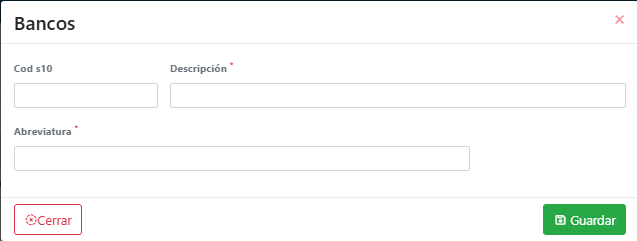 Bancos
×
Cod s10
Descripción *
Abreviatura *
Cerrar
Guardar